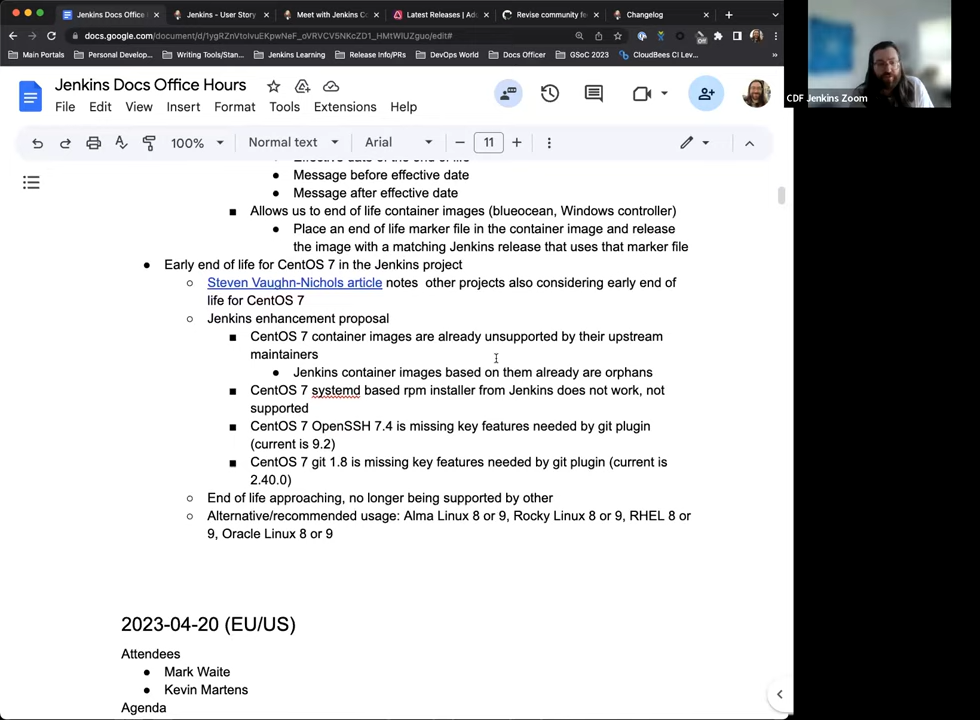 Jenkins Docs Office
Jenkins - User Story
Meet with Jenkins C
Latest Releases | Ad
Revise community fe
Changelog
docs.google.com/document/d/
Main Portals
Personal Develop...
Writing Tools/Stan...
Release Info/PRs
DevOps World
Docs Officer
GSoC 2023
CloudBees CI Lev...
Jenkins Docs Office Hours
File Edit View Insert Format Tools Extensions Help
100% Normal text Arial 11
Effective date of the end of life
Message before effective date
Message after effective date
Allows us to end of life container images (blueocean, Windows controller)
Place an end of life marker file in the container image and release
the image with a matching Jenkins release that uses that marker file
Early end of life for CentOS 7 in the Jenkins project
Steven Vaughn-Nichols article notes other projects also considering early end of
life for CentOS 7
Jenkins enhancement proposal
CentOS 7 container images are already unsupported by their upstream
maintainers
Jenkins container images based on them already are orphans
CentOS 7 systemd based rpm installer from Jenkins does not work, not
supported
CentOS 7 OpenSSH 7.4 is missing key features needed by git plugin
(current is 9.2)
CentOS 7 git 1.8 is missing key features needed by git plugin (current is
2.40.0)
End of life approaching, no longer being supported by other
Alternative/recommended usage: Alma Linux 8 or 9, Rocky Linux 8 or 9, RHEL 8 or
9, Oracle Linux 8 or 9
2023-04-20 (EU/US)
Attendees
Mark Waite
Kevin Martens
Agenda
CDF Jenkins Zoom